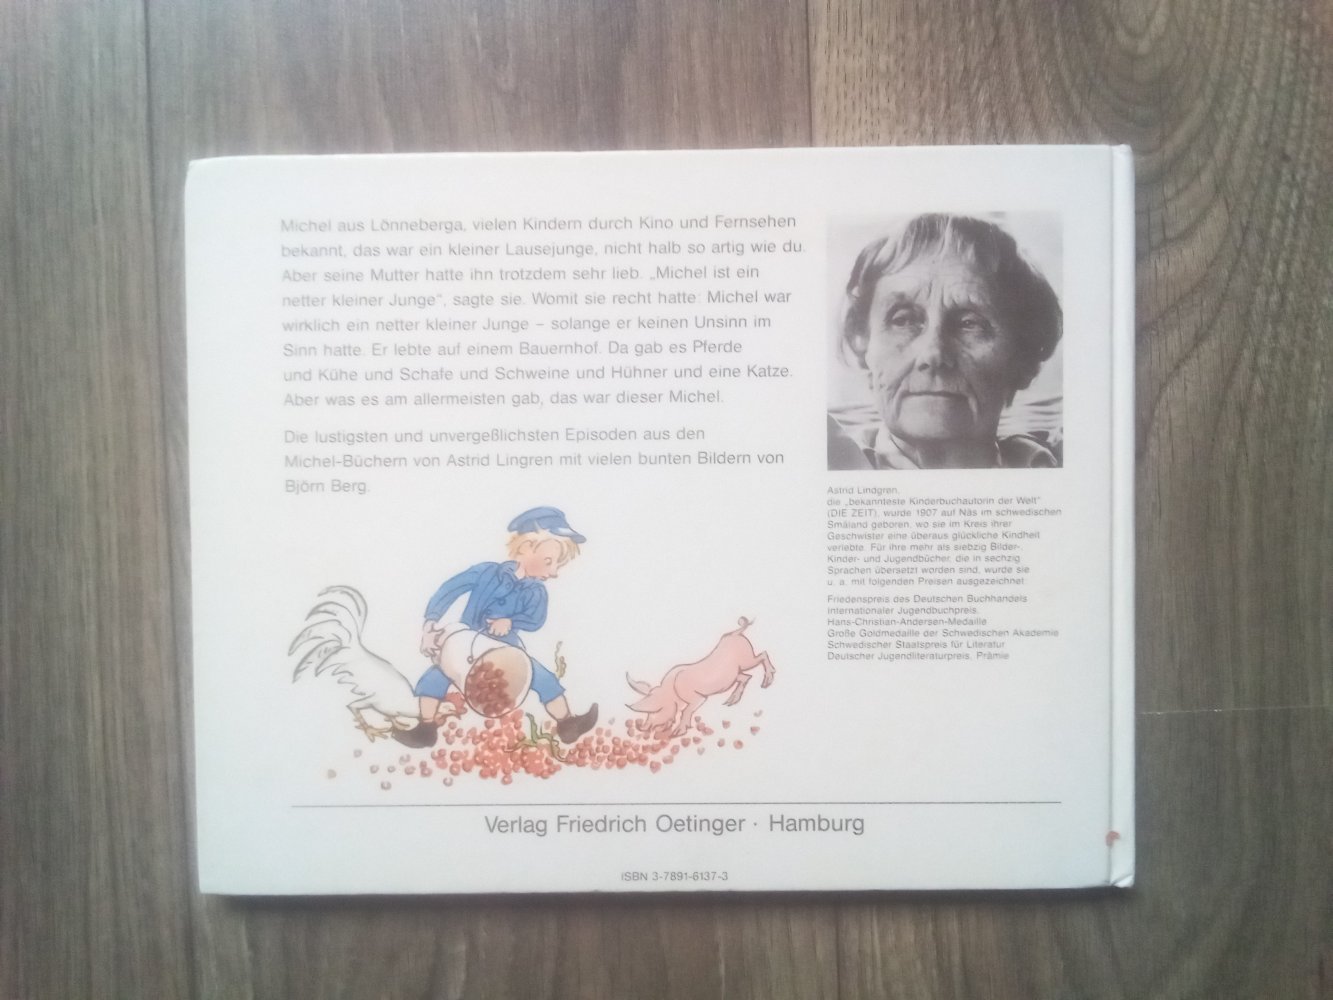 Michel aus Lönneberga, vielen Kindern durch Kino und Fernsehen
bekannt, das war ein kleiner Lausejunge, nicht halb so artig wie du.
Aber seine Mutter hatte ihn trotzdem sehr lieb. „Michel ist ein
netter kleiner Junge“, sagte sie. Womit sie recht hatte: Michel war
wirklich ein netter kleiner Junge – solange er keinen Unsinn im
Sinn hatte. Er lebte auf einem Bauernhof. Da gab es Pferde
und Kühe und Schafe und Schweine und Hühner und eine Katze.
Aber was es am allermeisten gab, das war dieser Michel.
Die lustigsten und unvergeßlichsten Episoden aus den
Michel-Büchern von Astrid Lingren mit vielen bunten Bildern von
Björn Berg.
Astrid Lindgren,
die „bekannteste Kinderbuchautorin der Welt“
(DIE ZEIT), wurde 1907 auf Näs im schwedischen
Småland geboren, wo sie im Kreis ihrer
Geschwister eine überaus glückliche Kindheit
verlebte. Für ihre mehr als siebzig Bilder-,
Kinder- und Jugendbücher, die in sechzig
Sprachen übersetzt worden sind, wurde sie
u. a. mit folgenden Preisen ausgezeichnet:
Friedenspreis des Deutschen Buchhandels
Internationaler Jugendbuchpreis,
Hans-Christian-Andersen-Medaille
Große Goldmedaille der Schwedischen Akademie
Schwedischer Staatspreis für Literatur
Deutscher Jugendliteraturpreis, Prämie
Verlag Friedrich Oetinger · Hamburg
ISBN 3-7891-6137-3